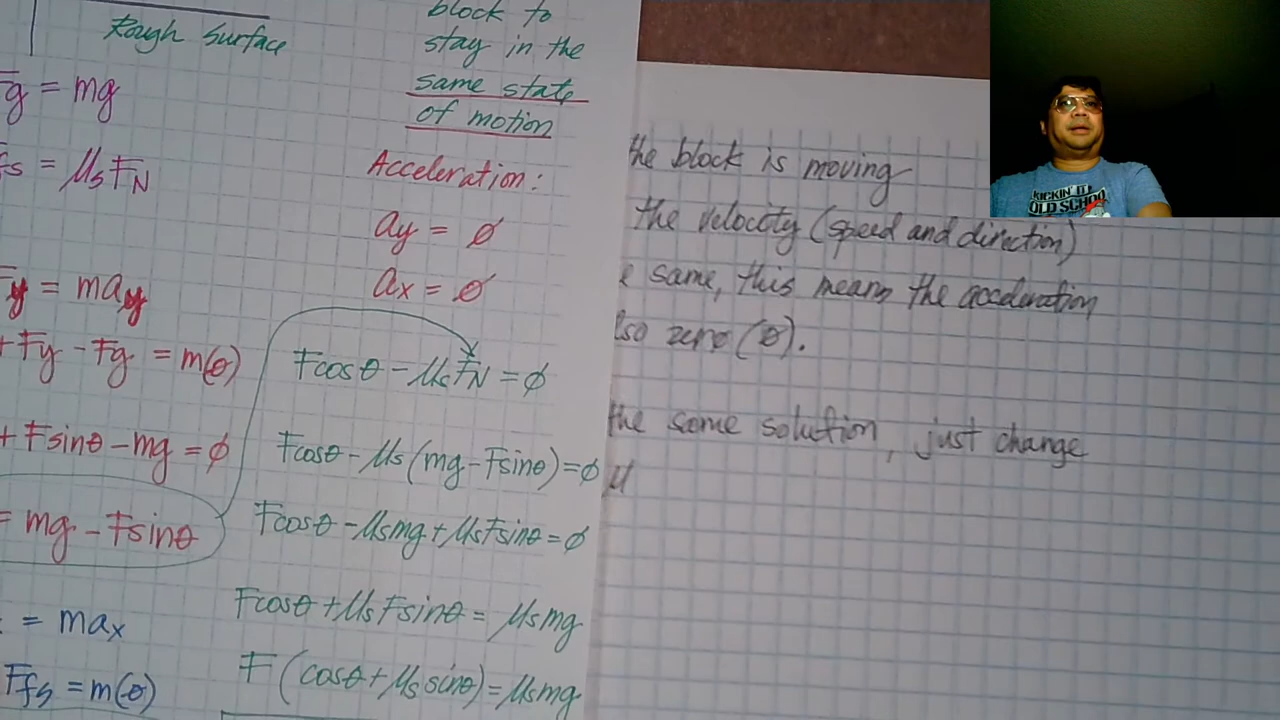 Rough Surface
Fg = mg
Ffs = μsFN
Fy = may
+Fy - Fg = m(0)
+ Fsinθ - mg = 0
= mg - Fsinθ
= max
Ffs = m(0)
block to
stay in the
same state
of motion
Acceleration:
ay = 0
ax = 0
Fcosθ - μsFN = 0
Fcosθ - μs(mg - Fsinθ) = 0
Fcosθ - μsmg + μsFsinθ = 0
Fcosθ + μsFsinθ = μsmg
F(cosθ + μs sinθ) = μsmg
the block is moving
the velocity (speed and direction)
e same, this means the acceleration
lso zero (0).
the same solution, just change
μ
KICKIN' IT
OLD SCHOO